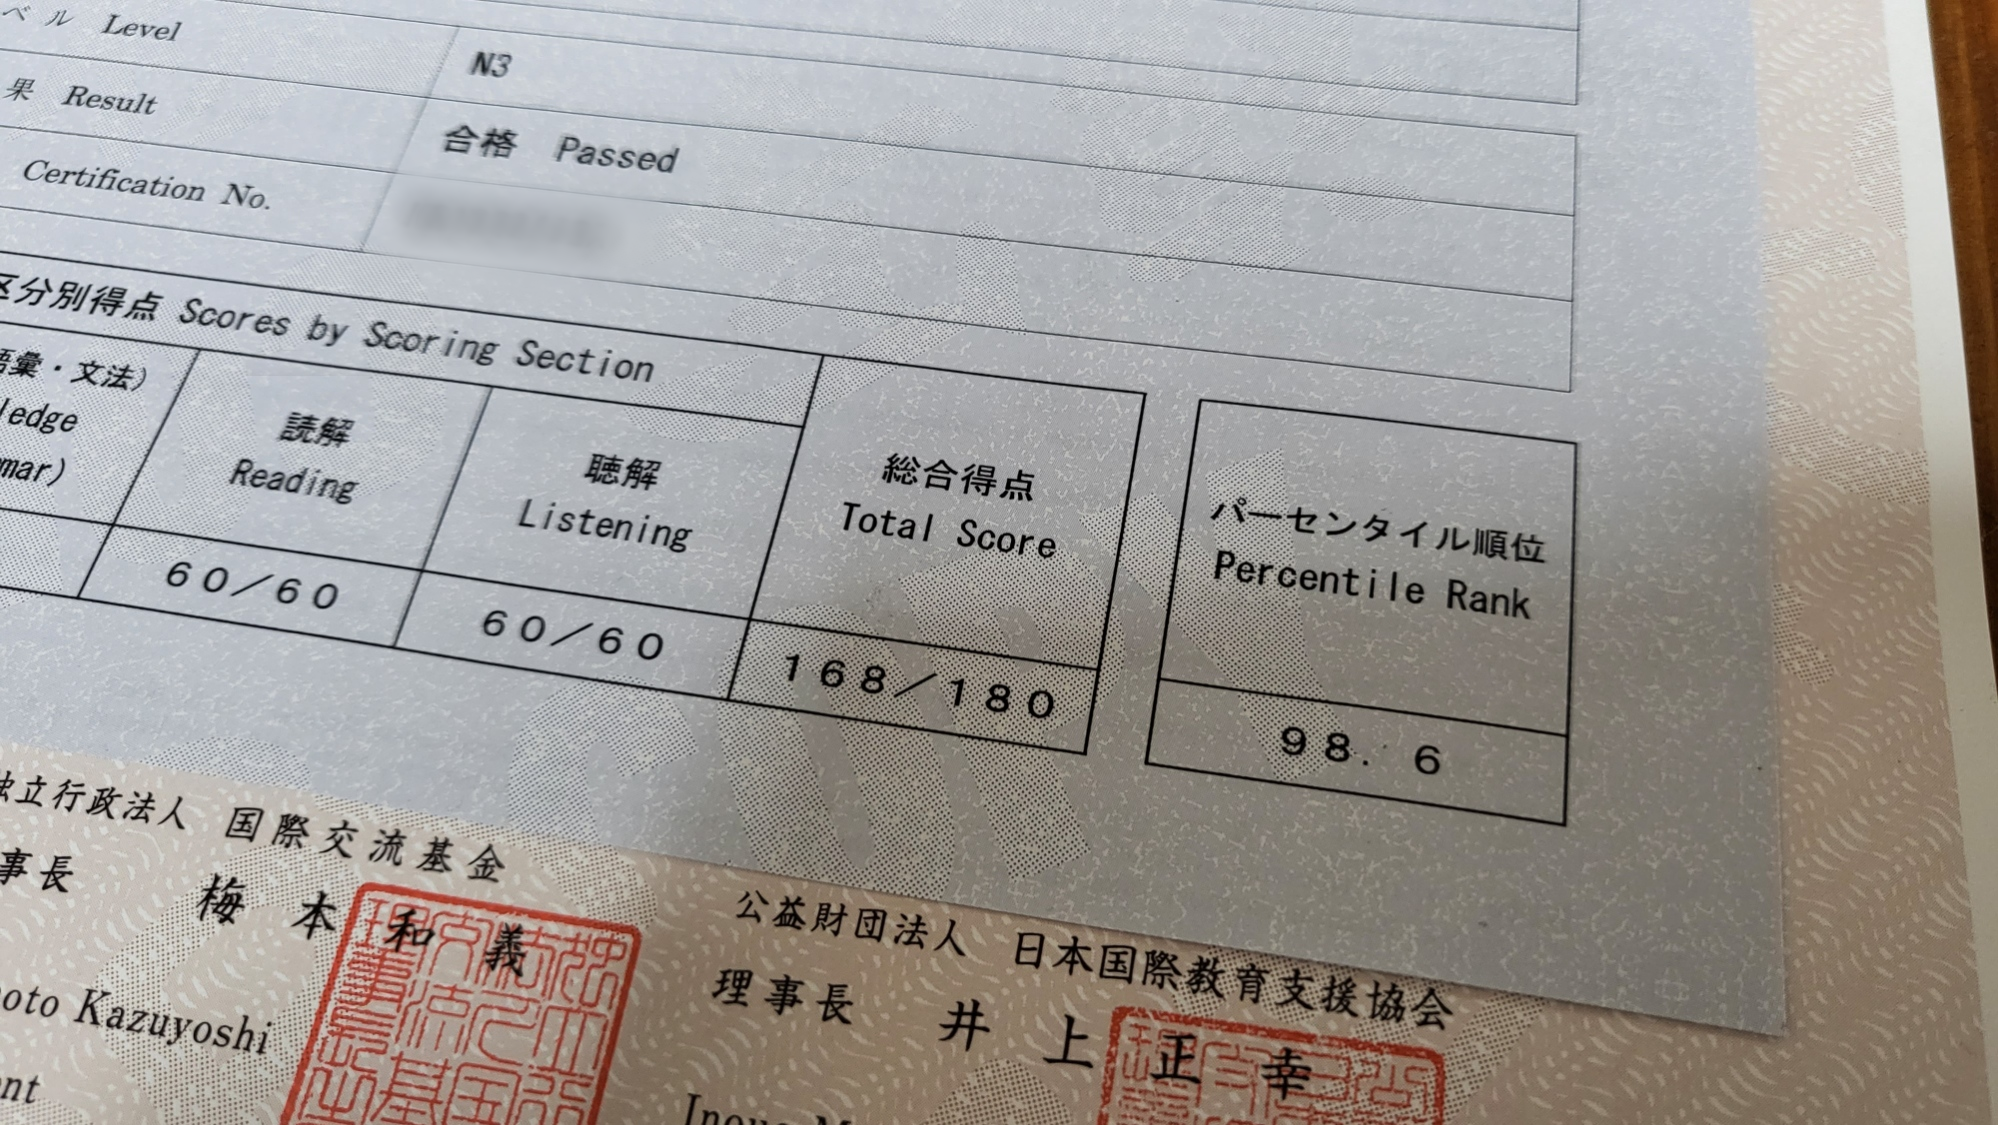 ベル Level
N3
果 Result
合格 Passed
Certification No.
区分別得点 Scores by Scoring Section
語彙・文法)
ledge
mar)
読解
Reading
聴解
Listening
総合得点
Total Score
パーセンタイル順位
Percentile Rank
60/60
60/60
168/180
98.6
独立行政法人 国際交流基金
事長 梅本和義
oto Kazuyoshi
nt
公益財団法人 日本国際教育支援協会
理事長 井上正幸
Inoue M